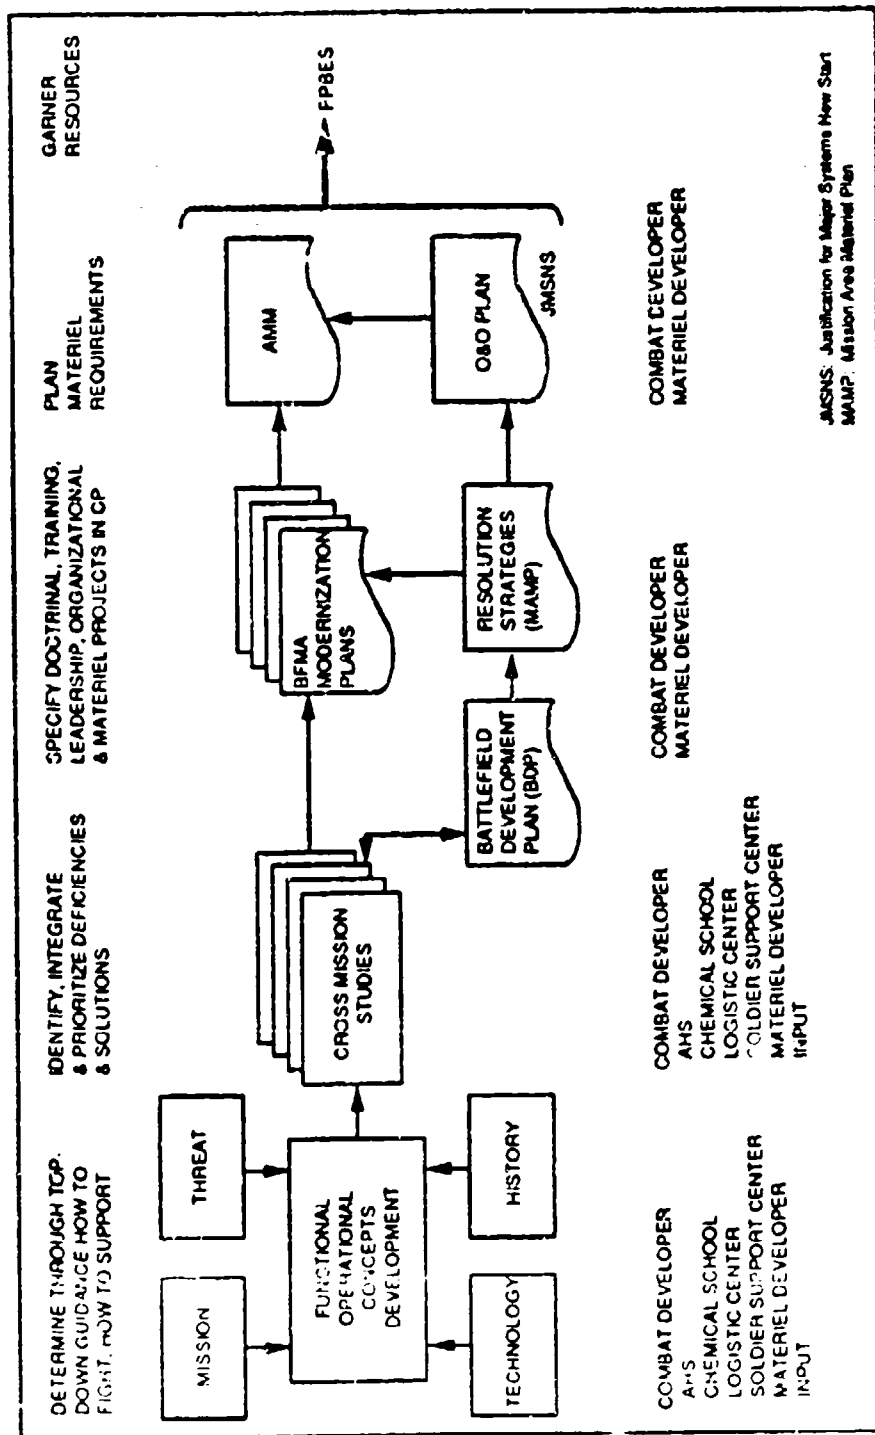 DETERMINE THROUGH TOP-
DOWN GUIDANCE HOW TO
FIGHT, HOW TO SUPPORT
IDENTIFY, INTEGRATE
& PRIORITIZE DEFICIENCIES
& SOLUTIONS
SPECIFY DOCTRINAL, TRAINING,
LEADERSHIP, ORGANIZATIONAL
& MATERIEL PROJECTS IN CP
PLAN
MATERIEL
REQUIREMENTS
GARNER
RESOURCES
MISSION
THREAT
FUNCTIONAL
OPERATIONAL
CONCEPTS
DEVELOPMENT
TECHNOLOGY
HISTORY
CROSS MISSION
STUDIES
BFMA
MODERNIZATION
PLANS
BATTLEFIELD
DEVELOPMENT
PLAN (BDP)
RESOLUTION
STRATEGIES
(MAMP)
AMM
O&O PLAN
JMSNS
PPBES
COMBAT DEVELOPER
AHS
CHEMICAL SCHOOL
LOGISTIC CENTER
SOLDIER SUPPORT CENTER
MATERIEL DEVELOPER
INPUT
COMBAT DEVELOPER
AHS
CHEMICAL SCHOOL
LOGISTIC CENTER
SOLDIER SUPPORT CENTER
MATERIEL DEVELOPER
INPUT
COMBAT DEVELOPER
MATERIEL DEVELOPER
COMBAT DEVELOPER
MATERIEL DEVELOPER
JMSNS: Justification for Major Systems New Start
MAMP: Mission Area Materiel Plan